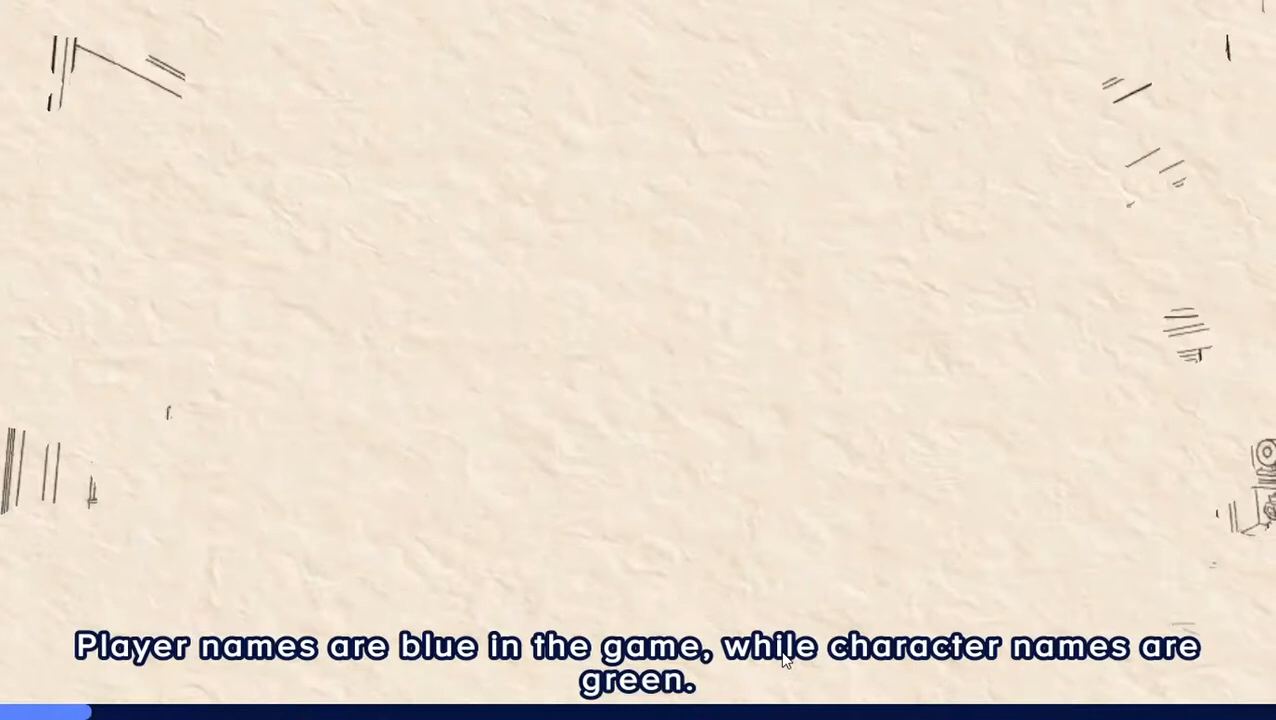 Player names are blue in the game, while character names are
green.